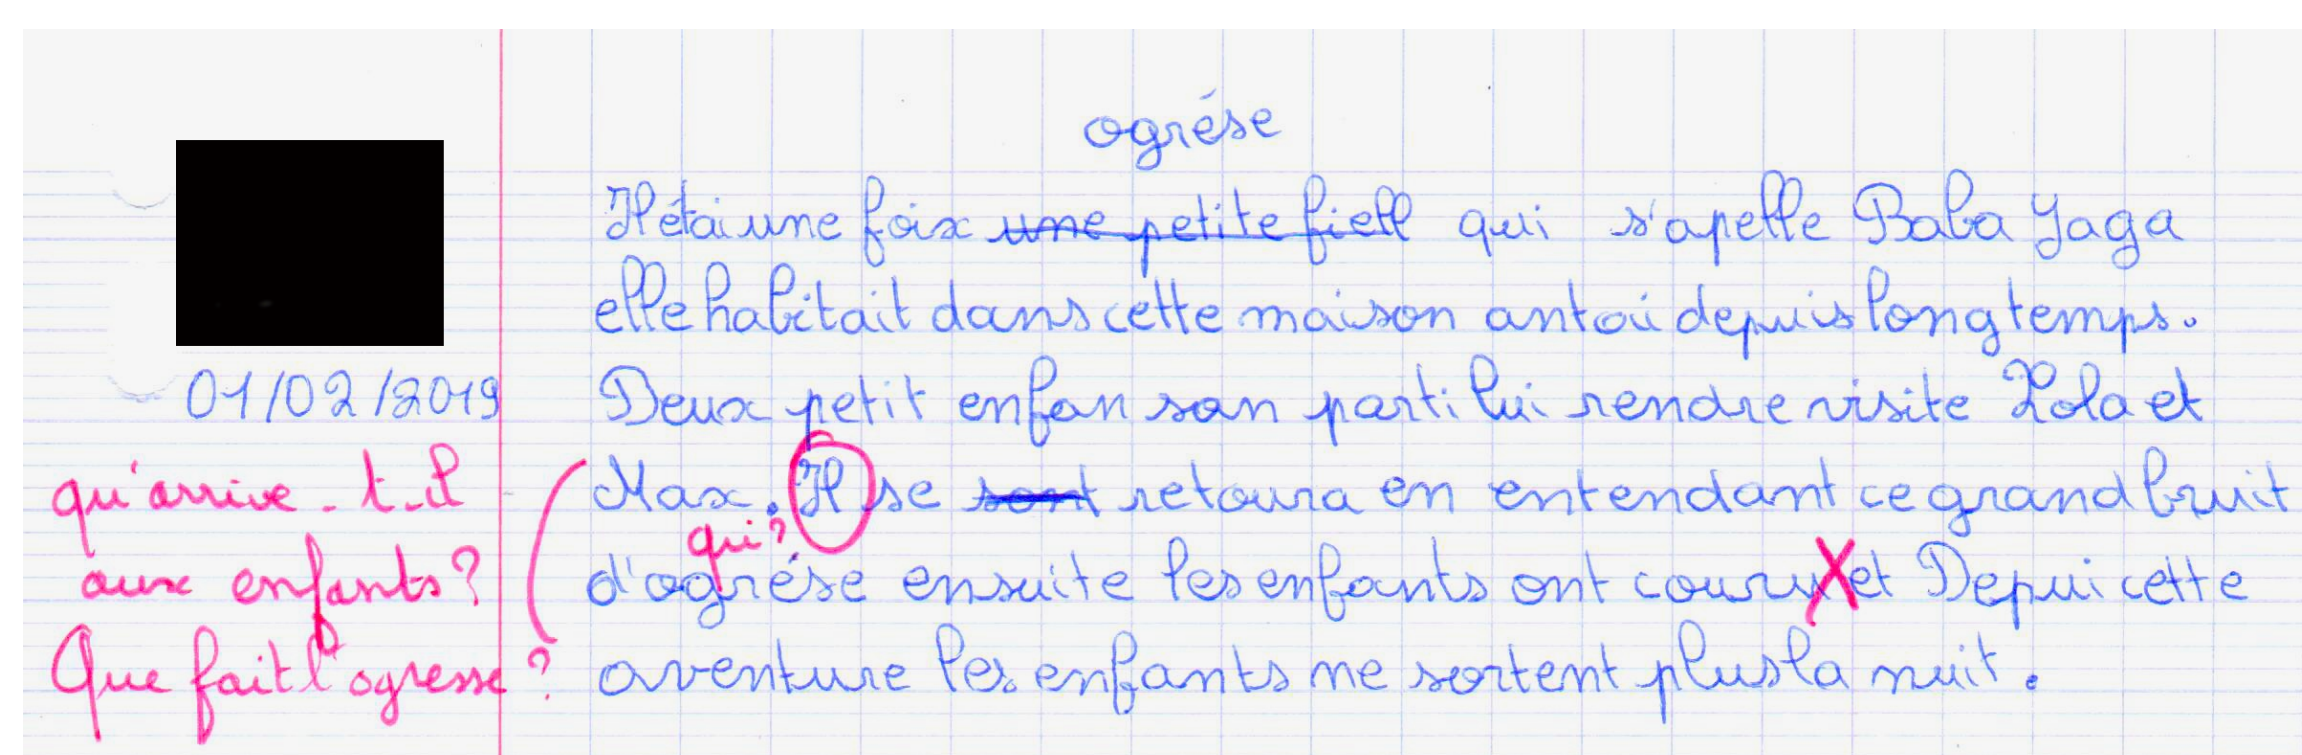 ogrése
Il étai une foix une petite fiell qui s'apelle Baba Yaga
elle habitait dans cette maison antoú depuis longtemps.
01/02/2019
Deux petit enfan san parti lui rendre visite Lola et
qu'arrive-t-il
Max. Il se sont retoura en entendant ce grand bruit
qui?
aux enfants?
d'ogrése ensuite les enfants ont couru et Depui cette
Que fait l'ogresse?
aventure les enfants ne sortent plus la nuit.